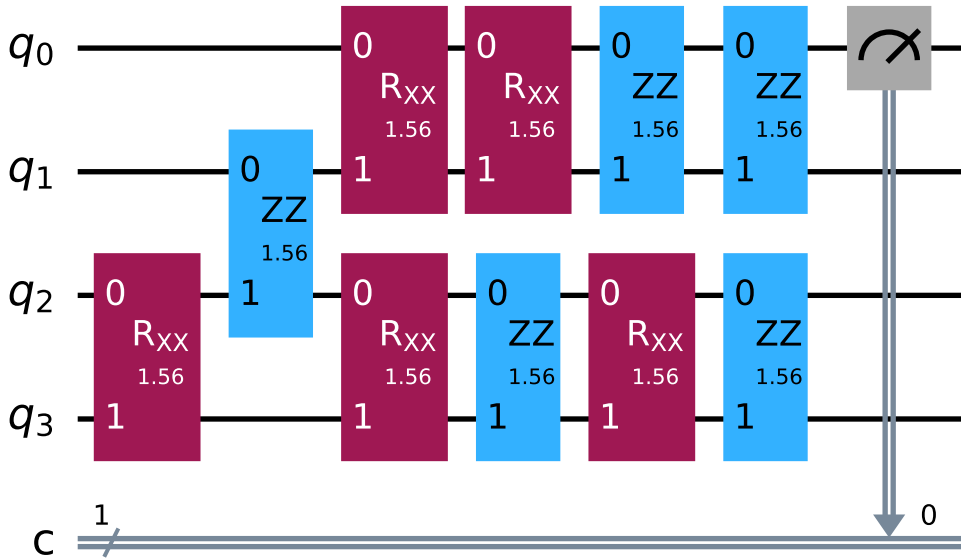 q0 0 0 0 0
RXX RXX ZZ ZZ
1.56 1.56 1.56 1.56
q1 0 1 1 1 1
ZZ
1.56
q2 0 1 0 0 0 0
RXX RXX ZZ RXX ZZ
1.56 1.56 1.56 1.56 1.56
q3 1 1 1 1 1
1 0
c